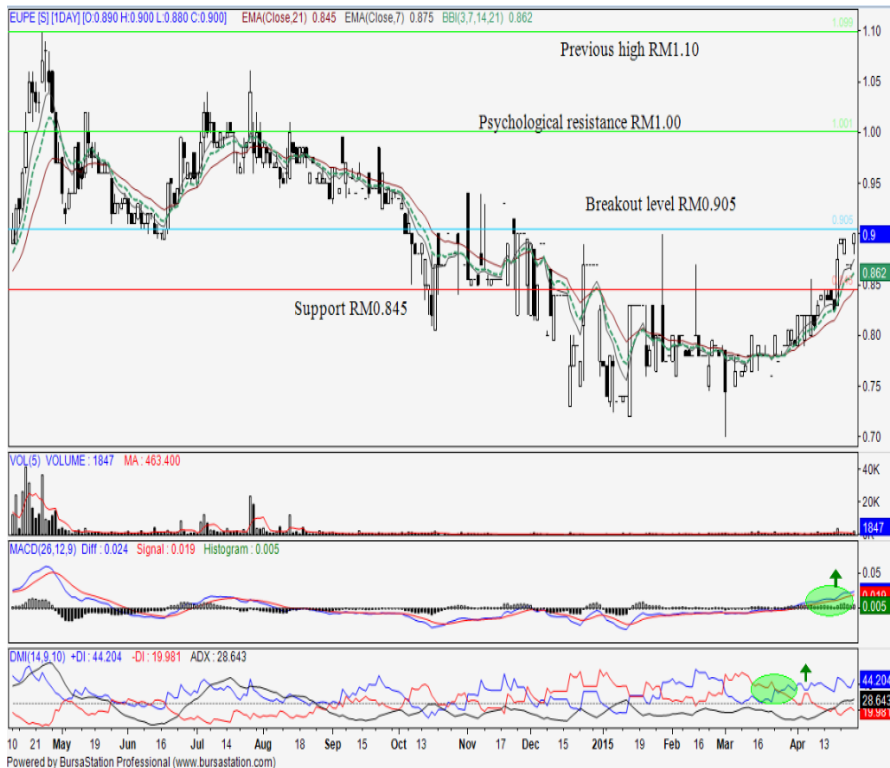 EUPE [S] [1DAY] [O:0.890 H:0.900 L:0.880 C:0.900] EMA(Close,21) 0.845 EMA(Close,7) 0.875 BBI(3,7,14,21) 0.862
1.099
1.10
Previous high RM1.10
1.05
Psychological resistance RM1.00
1.001
1.00
0.95
Breakout level RM0.905
0.905
0.9
0.862
0.85
Support RM0.845
0.80
0.75
0.70
VOL(5) VOLUME : 1847 MA : 463.400
40K
20K
1847
MACD(26,12,9) Diff : 0.024 Signal : 0.019 Histogram : 0.005
0.05
0.019
0.005
DMI(14,9,10) +DI : 44.204 -DI : 19.981 ADX : 28.643
44.204
28.643
19.981
10 21 May 19 Jun 16 Jul 14 Aug 18 Sep 16 Oct 13 Nov 17 Dec 15 2015 19 Feb 16 Mar 16 Apr 13
Powered by BursaStation Professional (www.bursastation.com)